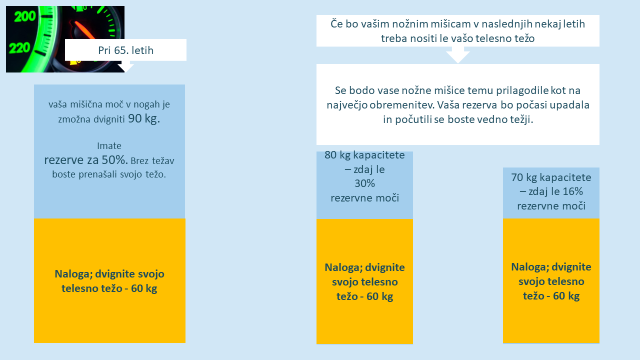 200
220
Pri 65. letih
vaša mišična moč v nogah je
zmožna dvigniti 90 kg.
Imate
rezerve za 50%. Brez težav
boste prenašali svojo težo.
Naloga; dvignite svojo
telesno težo - 60 kg
Če bo vašim nožnim mišicam v naslednjih nekaj letih
treba nositi le vašo telesno težo
Se bodo vase nožne mišice temu prilagodile kot na
največjo obremenitev. Vaša rezerva bo počasi upadala
in počutili se boste vedno težji.
80 kg kapacitete
– zdaj le
30%
rezervne moči
Naloga; dvignite
svojo telesno
težo - 60 kg
70 kg kapacitete
– zdaj le 16%
rezervne moči
Naloga; dvignite
svojo telesno
težo - 60 kg